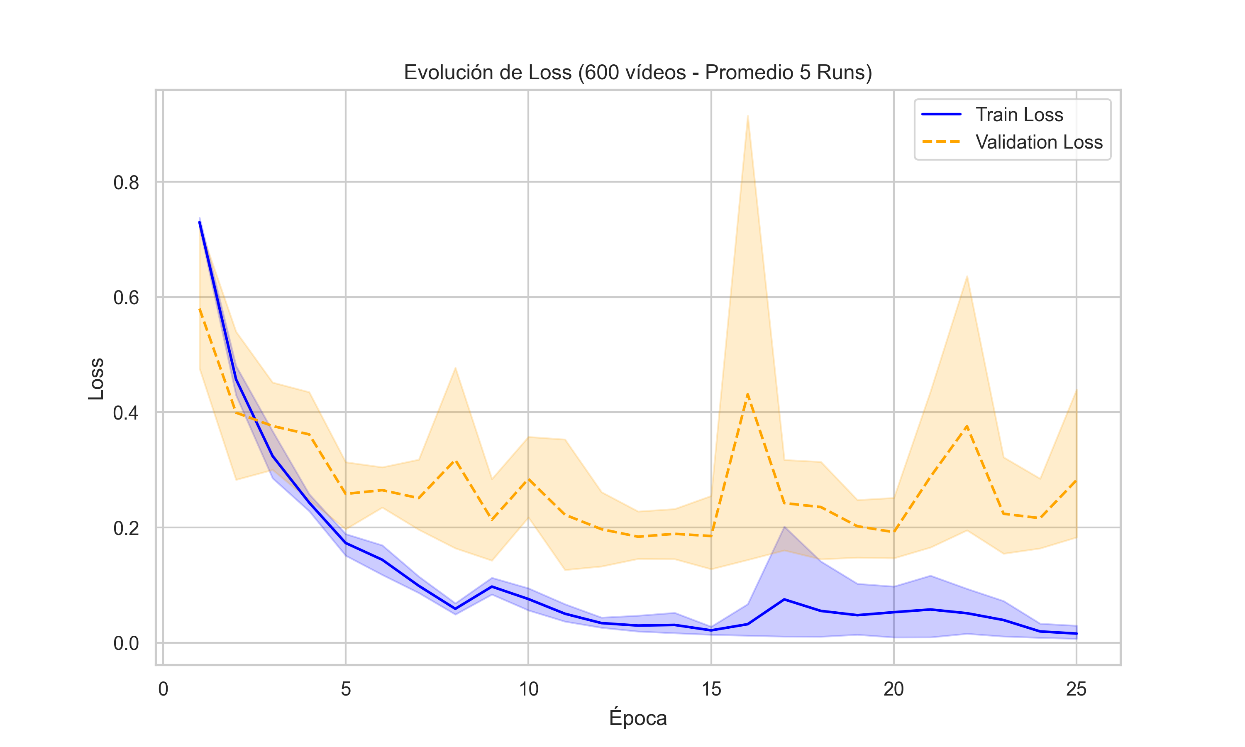 Evolución de Loss (600 vídeos - Promedio 5 Runs)
Train Loss
Validation Loss
Loss
0.8
0.6
0.4
0.2
0.0
0 5 10 15 20 25
Época